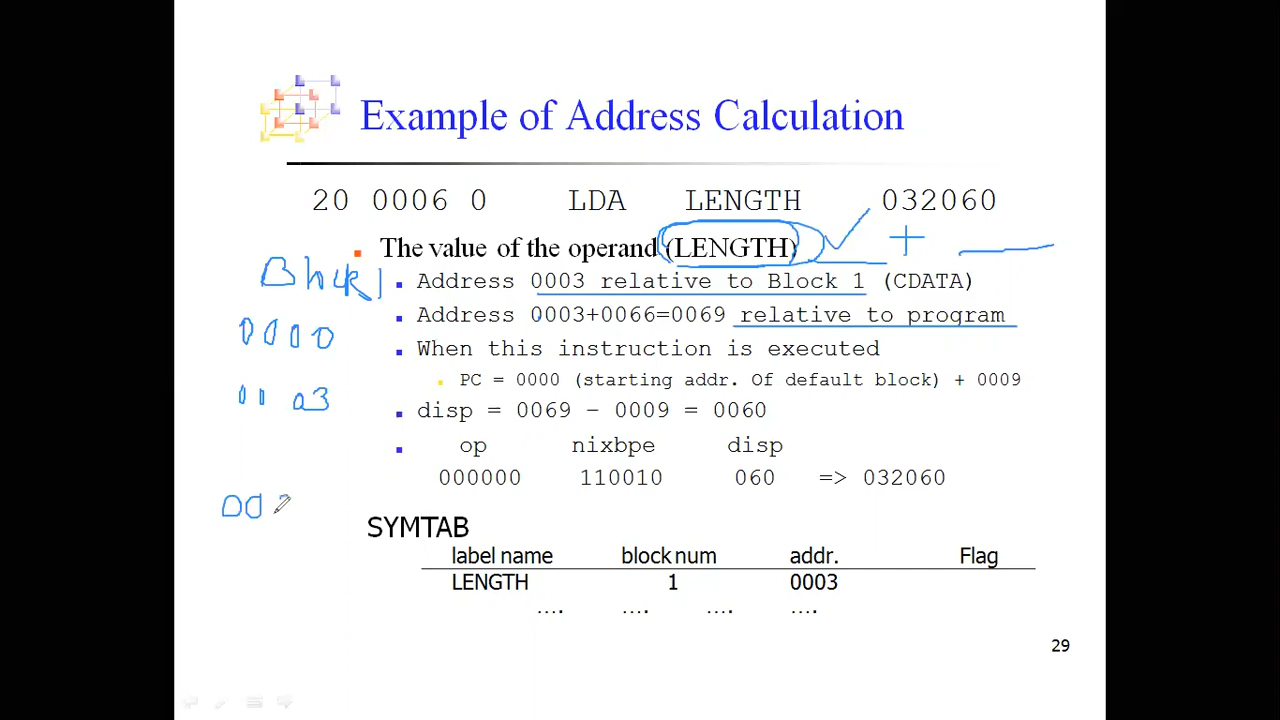 Example of Address Calculation
20 0006 0 LDA LENGTH 032060
The value of the operand (LENGTH)
Block 1
Address 0003 relative to Block 1 (CDATA)
Address 0003+0066=0069 relative to program
0000
When this instruction is executed
PC = 0000 (starting addr. Of default block) + 0009
03
disp = 0069 – 0009 = 0060
op nixbpe disp
000000 110010 060 => 032060
00
SYMTAB
label name block num addr. Flag
LENGTH 1 0003
.... .... .... ....
29